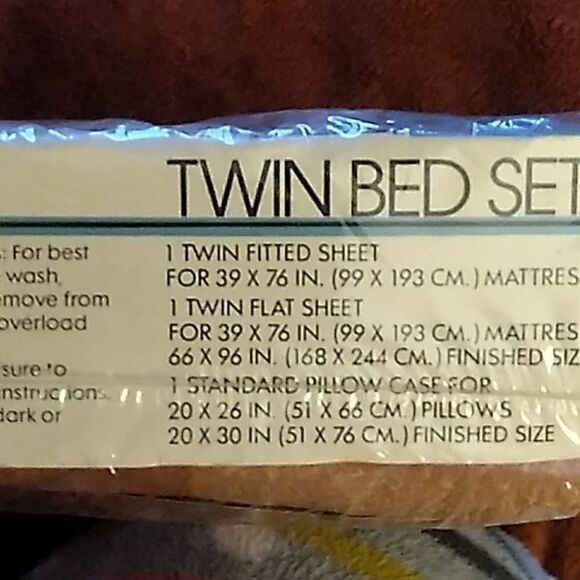 TWIN BED SET
: For best
wash,
emove from
overload
sure to
instructions.
dark or
1 TWIN FITTED SHEET
FOR 39 X 76 IN. (99 X 193 CM.) MATTRES
1 TWIN FLAT SHEET
FOR 39 X 76 IN. (99 X 193 CM.) MATTRES
66 X 96 IN. (168 X 244 CM.) FINISHED SIZ
1 STANDARD PILLOW CASE FOR
20 X 26 IN. (51 X 66 CM.) PILLOWS
20 X 30 IN (51 X 76 CM.) FINISHED SIZE